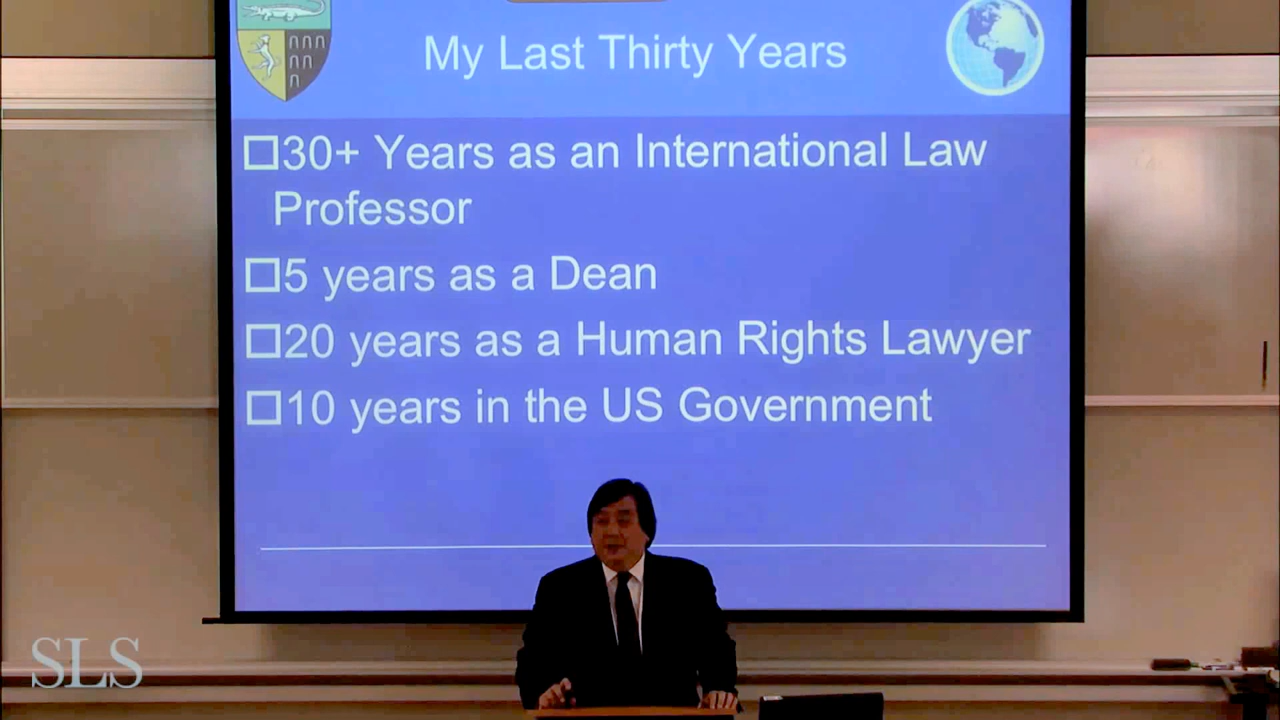 My Last Thirty Years
30+ Years as an International Law
Professor
5 years as a Dean
20 years as a Human Rights Lawyer
10 years in the US Government
SLS